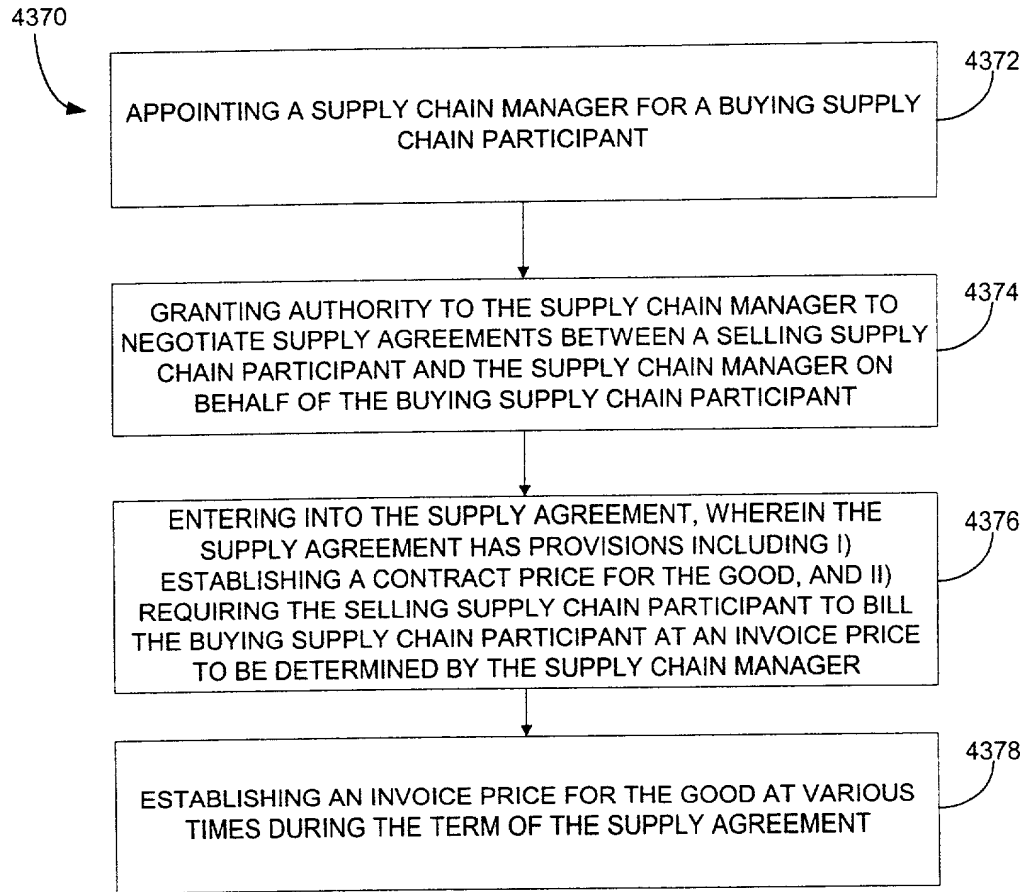 4370
4372
APPOINTING A SUPPLY CHAIN MANAGER FOR A BUYING SUPPLY
CHAIN PARTICIPANT
4374
GRANTING AUTHORITY TO THE SUPPLY CHAIN MANAGER TO
NEGOTIATE SUPPLY AGREEMENTS BETWEEN A SELLING SUPPLY
CHAIN PARTICIPANT AND THE SUPPLY CHAIN MANAGER ON
BEHALF OF THE BUYING SUPPLY CHAIN PARTICIPANT
4376
ENTERING INTO THE SUPPLY AGREEMENT, WHEREIN THE
SUPPLY AGREEMENT HAS PROVISIONS INCLUDING I)
ESTABLISHING A CONTRACT PRICE FOR THE GOOD, AND II)
REQUIRING THE SELLING SUPPLY CHAIN PARTICIPANT TO BILL
THE BUYING SUPPLY CHAIN PARTICIPANT AT AN INVOICE PRICE
TO BE DETERMINED BY THE SUPPLY CHAIN MANAGER
4378
ESTABLISHING AN INVOICE PRICE FOR THE GOOD AT VARIOUS
TIMES DURING THE TERM OF THE SUPPLY AGREEMENT